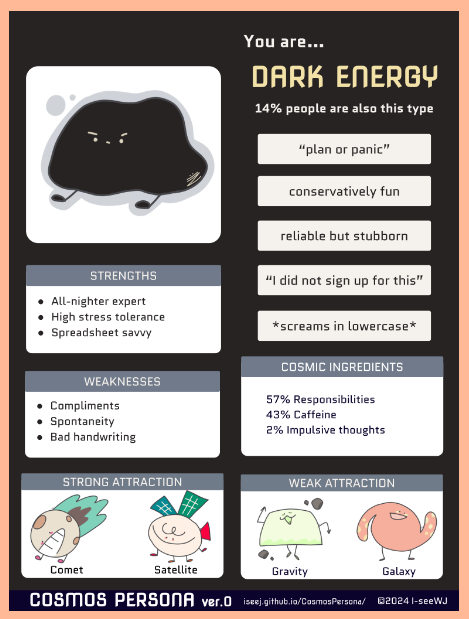 You are...
DARK ENERGY
14% people are also this type
“plan or panic”
conservatively fun
reliable but stubborn
“I did not sign up for this”
*screams in lowercase*
STRENGTHS
All-nighter expert
High stress tolerance
Spreadsheet savvy
WEAKNESSES
Compliments
Spontaneity
Bad handwriting
COSMIC INGREDIENTS
57% Responsibilities
43% Caffeine
2% Impulsive thoughts
STRONG ATTRACTION
Comet
Satellite
WEAK ATTRACTION
Gravity
Galaxy
COSMOS PERSONA ver.0 iseej.github.io/CosmosPersona/ ©2024 I-seeWJ